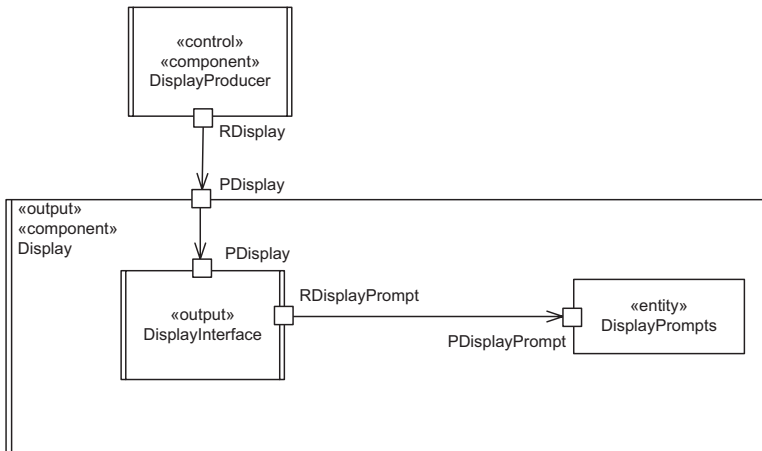 «control»
«component»
DisplayProducer
RDisplay
PDisplay
«output»
«component»
Display
PDisplay
«output»
DisplayInterface
RDisplayPrompt
PDisplayPrompt
«entity»
DisplayPrompts